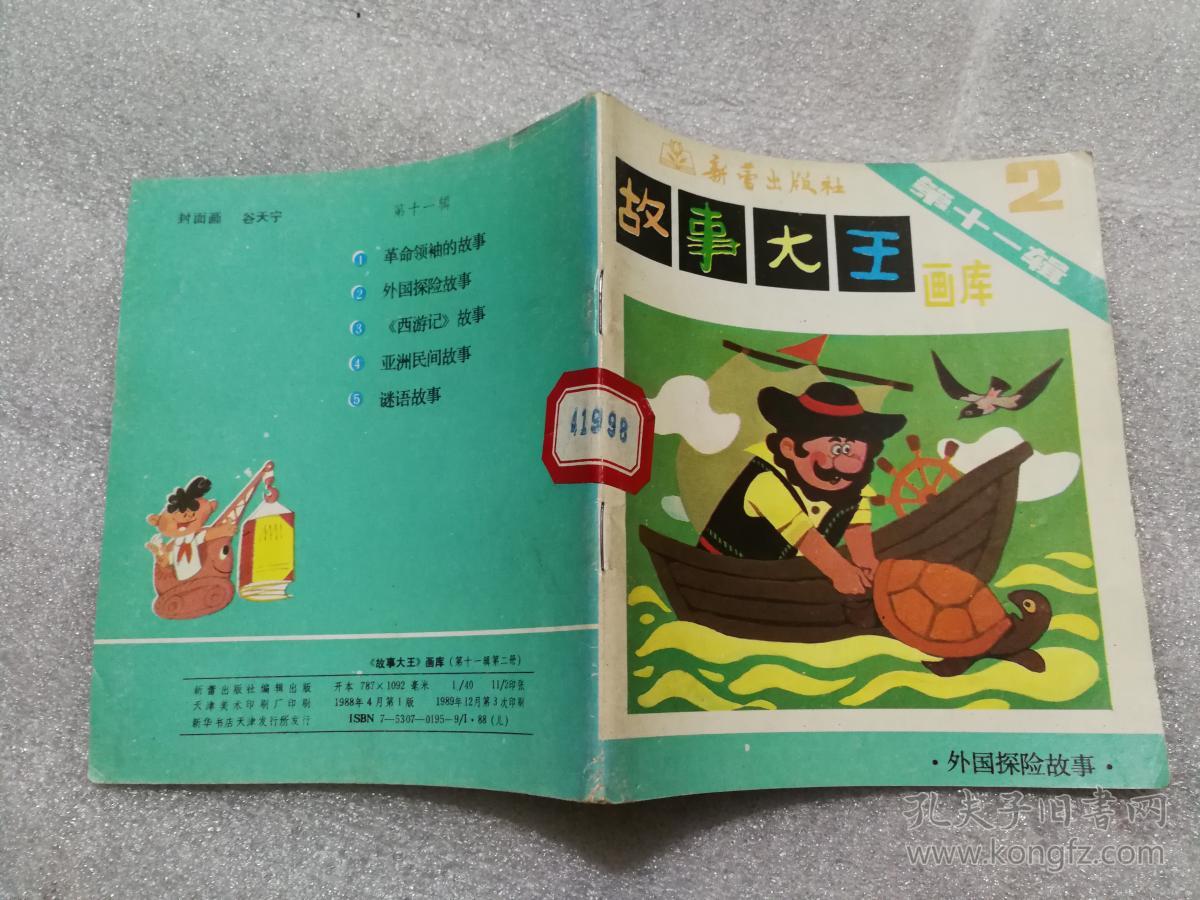 封面画 谷天宁
第十一辑
1 革命领袖的故事
2 外国探险故事
3 《西游记》故事
4 亚洲民间故事
5 谜语故事
《故事大王》画库(第十一辑第二册)
新蕾出版社编辑出版 开本 787×1092 毫米 1/40 11/2印张
天津美术印刷厂印刷 1988年4月第1版 1989年12月第3次印刷
新华书店天津发行所发行 ISBN 7—5307—0195—9/I·88(儿)
41998
新蕾出版社
2
第十一辑
故事大王
画库
·外国探险故事·
孔夫子旧书网
www.kongfz.com